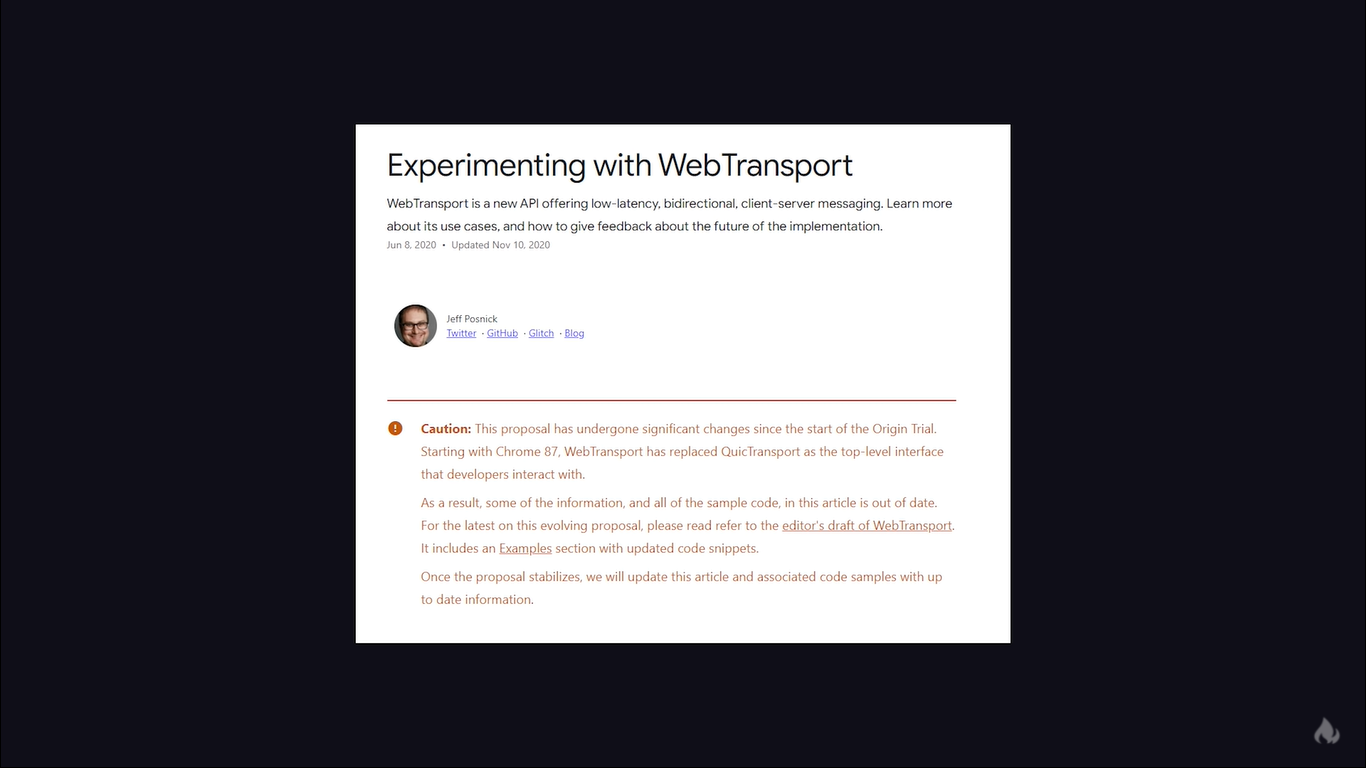 Experimenting with WebTransport
WebTransport is a new API offering low-latency, bidirectional, client-server messaging. Learn more
about its use cases, and how to give feedback about the future of the implementation.
Jun 8, 2020 • Updated Nov 10, 2020
Jeff Posnick
Twitter · GitHub · Glitch · Blog
Caution: This proposal has undergone significant changes since the start of the Origin Trial.
Starting with Chrome 87, WebTransport has replaced QuicTransport as the top-level interface
that developers interact with.
As a result, some of the information, and all of the sample code, in this article is out of date.
For the latest on this evolving proposal, please read refer to the editor's draft of WebTransport.
It includes an Examples section with updated code snippets.
Once the proposal stabilizes, we will update this article and associated code samples with up
to date information.